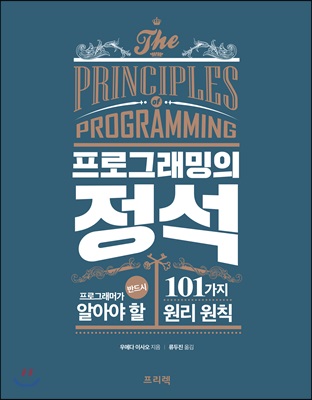 The
PRINCIPLES
of
PROGRAMMING
프로그래밍의
정석
프로그래머가 반드시
알아야 할
101가지
원리 원칙
우에다 이사오 지음 | 류두진 옮김
프리렉